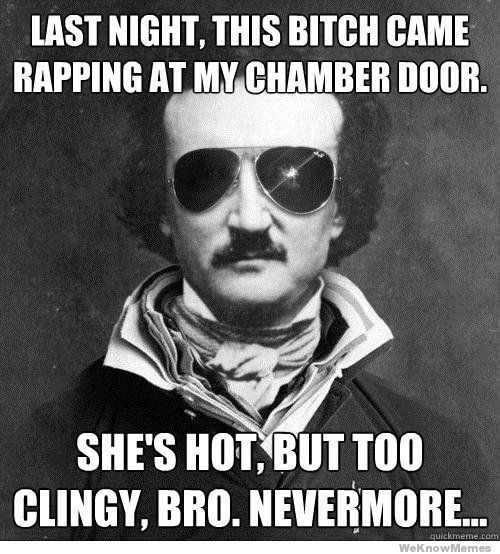 LAST NIGHT, THIS BITCH CAME
RAPPING AT MY CHAMBER DOOR.
SHE'S HOT, BUT TOO
CLINGY, BRO. NEVERMORE...
quickmeme.com
WeKnowMemes